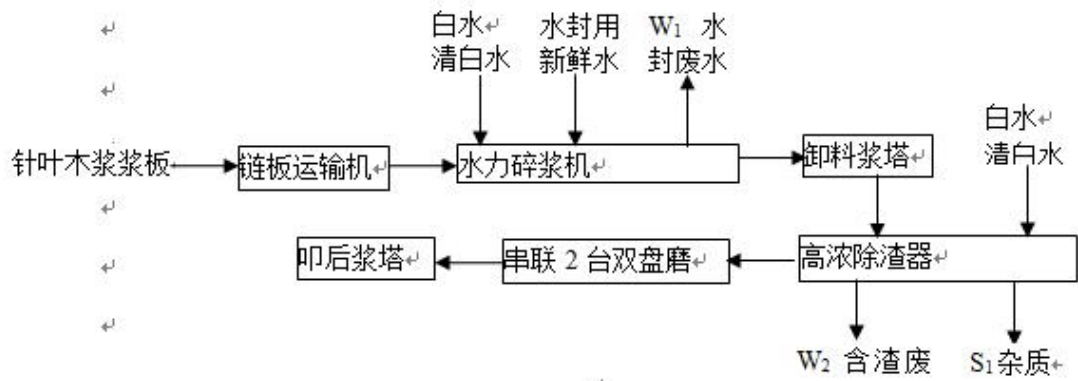 白水
清白水
水封用
新鲜水
W₁ 水
封废水
白水
清白水
针叶木浆浆板
链板运输机
水力碎浆机
卸料浆塔
叩后浆塔
串联 2 台双盘磨
高浓除渣器
W₂ 含渣废
S₁杂质